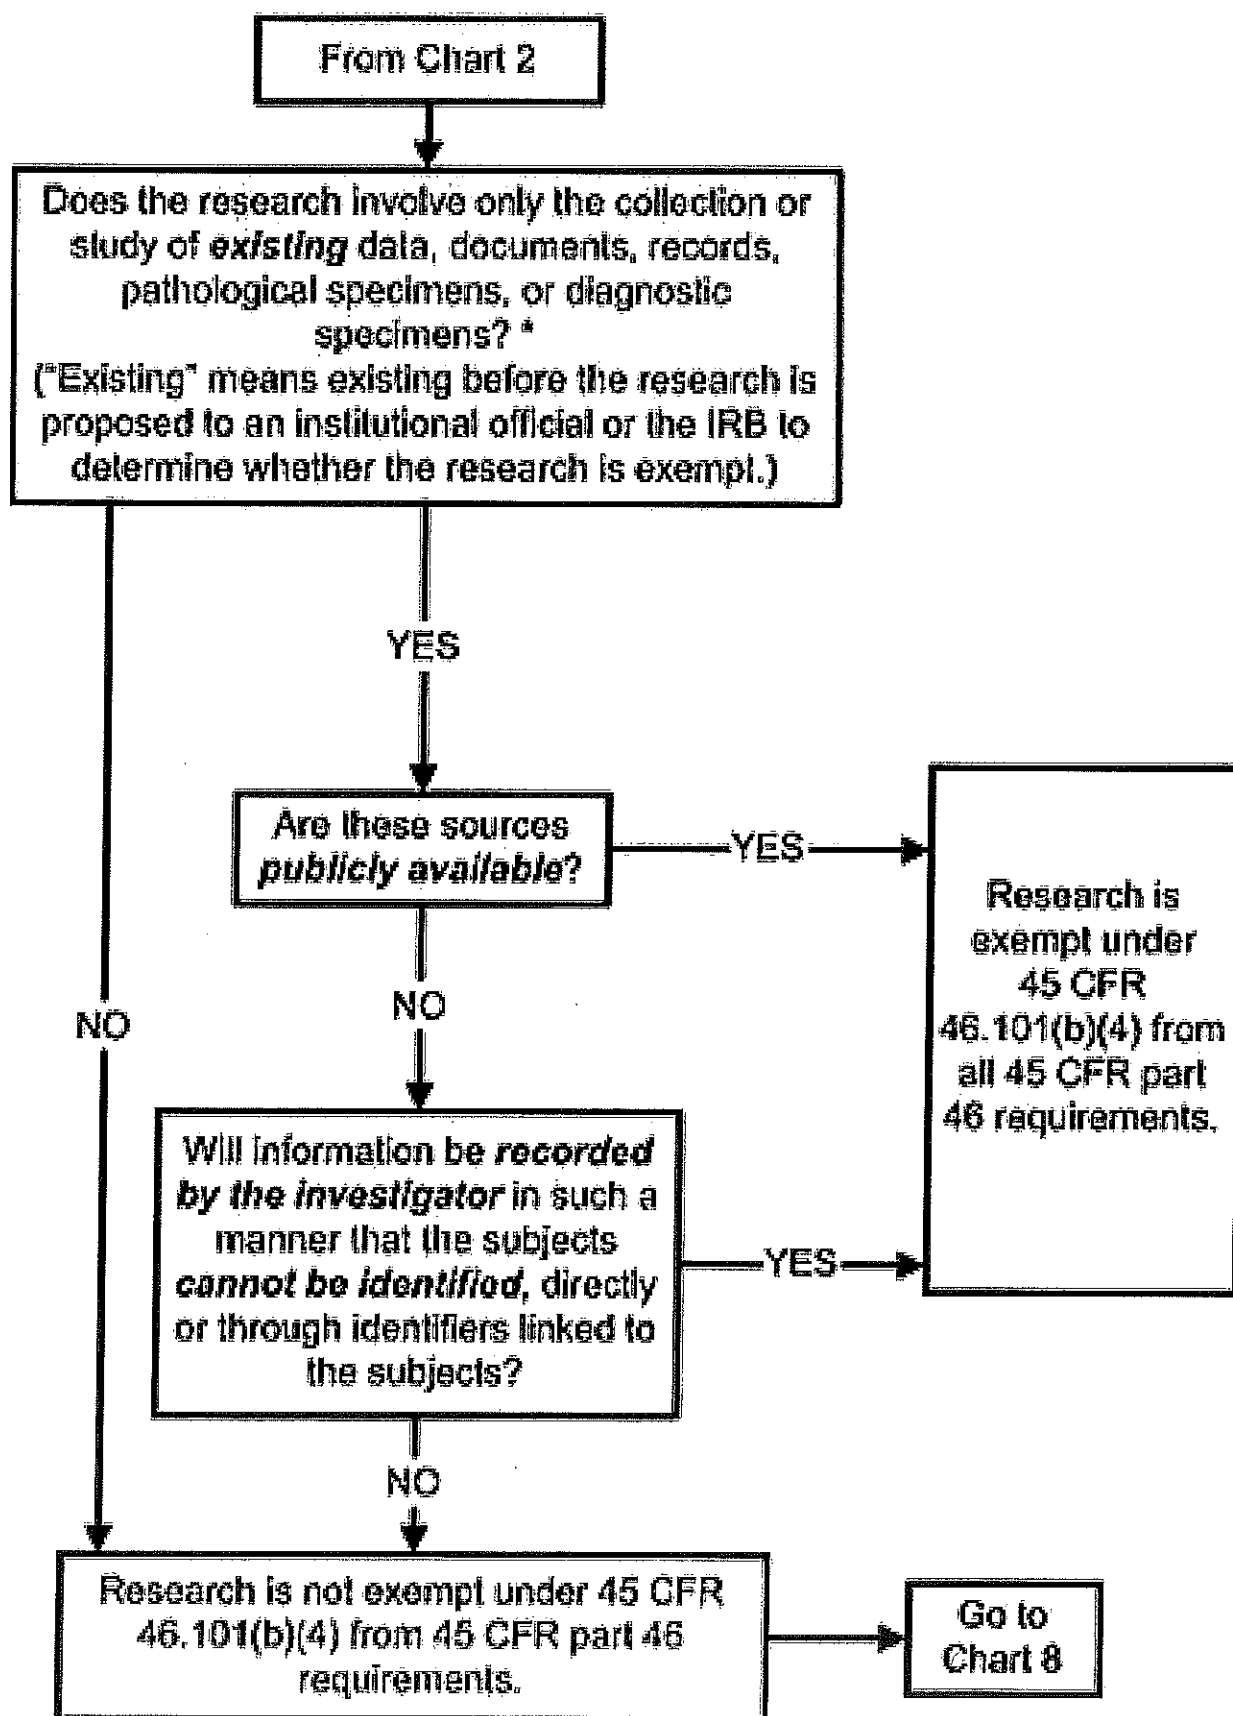 From Chart 2
Does the research involve only the collection or
study of existing data, documents, records,
pathological specimens, or diagnostic
specimens? *
("Existing" means existing before the research is
proposed to an institutional official or the IRB to
determine whether the research is exempt.)
YES
NO
Are these sources
publicly available?
YES
NO
Research is
exempt under
45 CFR
46.101(b)(4) from
all 45 CFR part
46 requirements.
Will information be recorded
by the investigator in such a
manner that the subjects
cannot be identified, directly
or through identifiers linked to
the subjects?
YES
NO
Research is not exempt under 45 CFR
46.101(b)(4) from 45 CFR part 46
requirements.
Go to
Chart 8